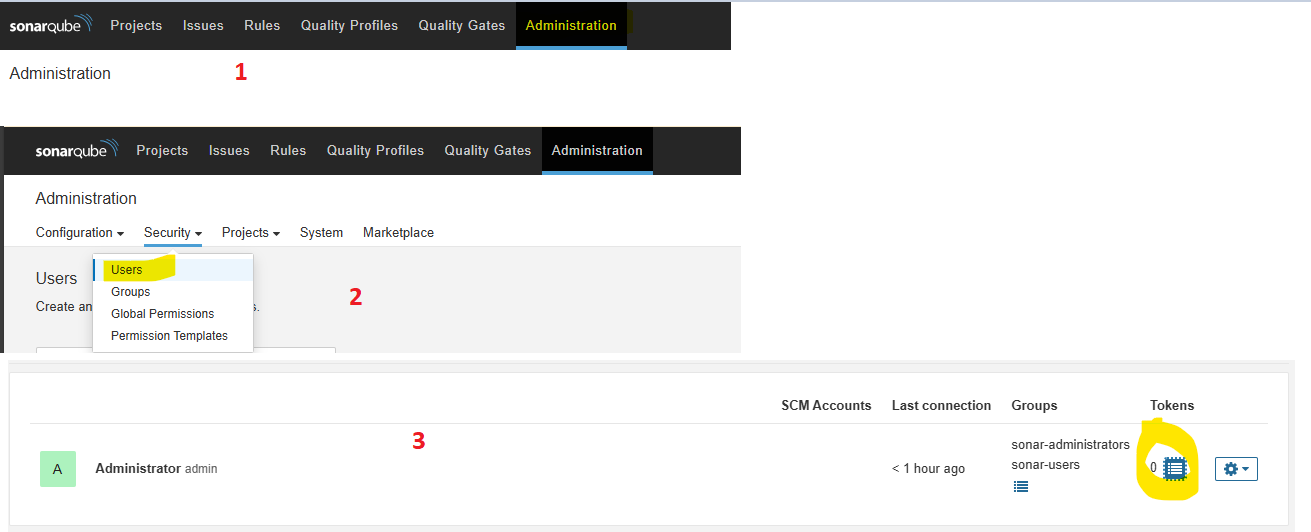 sonarqube Projects Issues Rules Quality Profiles Quality Gates Administration
Administration
1
sonarqube Projects Issues Rules Quality Profiles Quality Gates Administration
Administration
Configuration Security Projects System Marketplace
Users
Groups
Global Permissions
Permission Templates
Users
Create an
s.
2
SCM Accounts Last connection Groups Tokens
3
A Administrator admin
< 1 hour ago
sonar-administrators
sonar-users
0